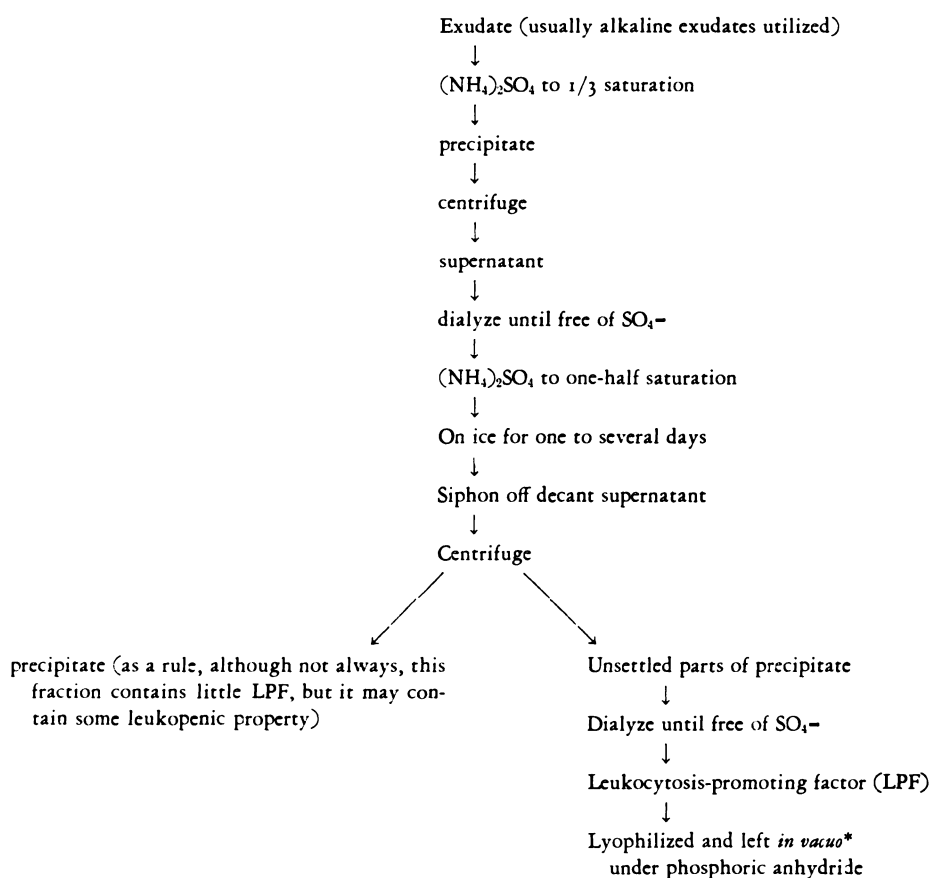 Exudate (usually alkaline exudates utilized)
↓
(NH₄)₂SO₄ to 1/3 saturation
↓
precipitate
↓
centrifuge
↓
supernatant
↓
dialyze until free of SO₄-
↓
(NH₄)₂SO₄ to one-half saturation
↓
On ice for one to several days
↓
Siphon off decant supernatant
↓
Centrifuge
precipitate (as a rule, although not always, this
fraction contains little LPF, but it may con-
tain some leukopenic property)
Unsettled parts of precipitate
↓
Dialyze until free of SO₄-
↓
Leukocytosis-promoting factor (LPF)
↓
Lyophilized and left in vacuo*
under phosphoric anhydride